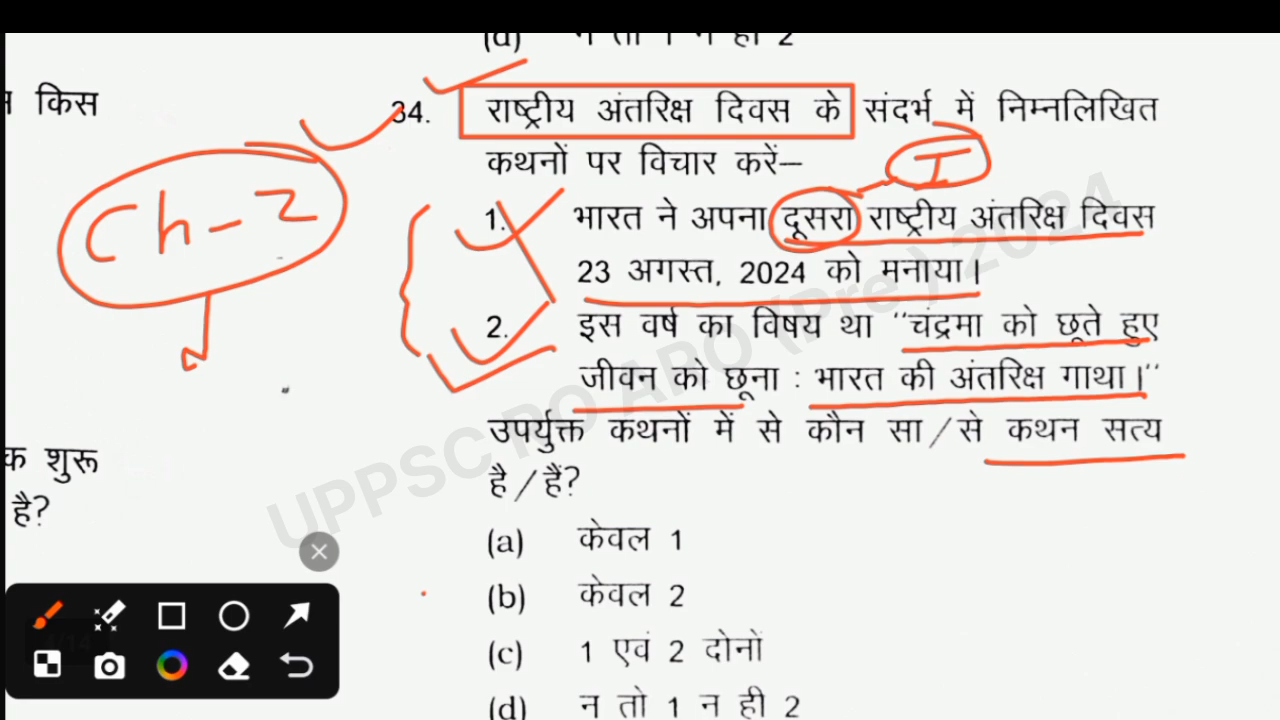 (d) न तो 1 न ही 2
किस
34. राष्ट्रीय अंतरिक्ष दिवस के संदर्भ में निम्नलिखित
कथनों पर विचार करें–
I
Ch-2
1. भारत ने अपना दूसरा राष्ट्रीय अंतरिक्ष दिवस
23 अगस्त, 2024 को मनाया।
2. इस वर्ष का विषय था "चंद्रमा को छूते हुए
जीवन को छूना : भारत की अंतरिक्ष गाथा।"
उपर्युक्त कथनों में से कौन सा/से कथन सत्य
है/हैं?
क शुरू
है?
(a) केवल 1
(b) केवल 2
(c) 1 एवं 2 दोनों
(d) न तो 1 न ही 2
UPPSC RO ARO (Pre) 2024